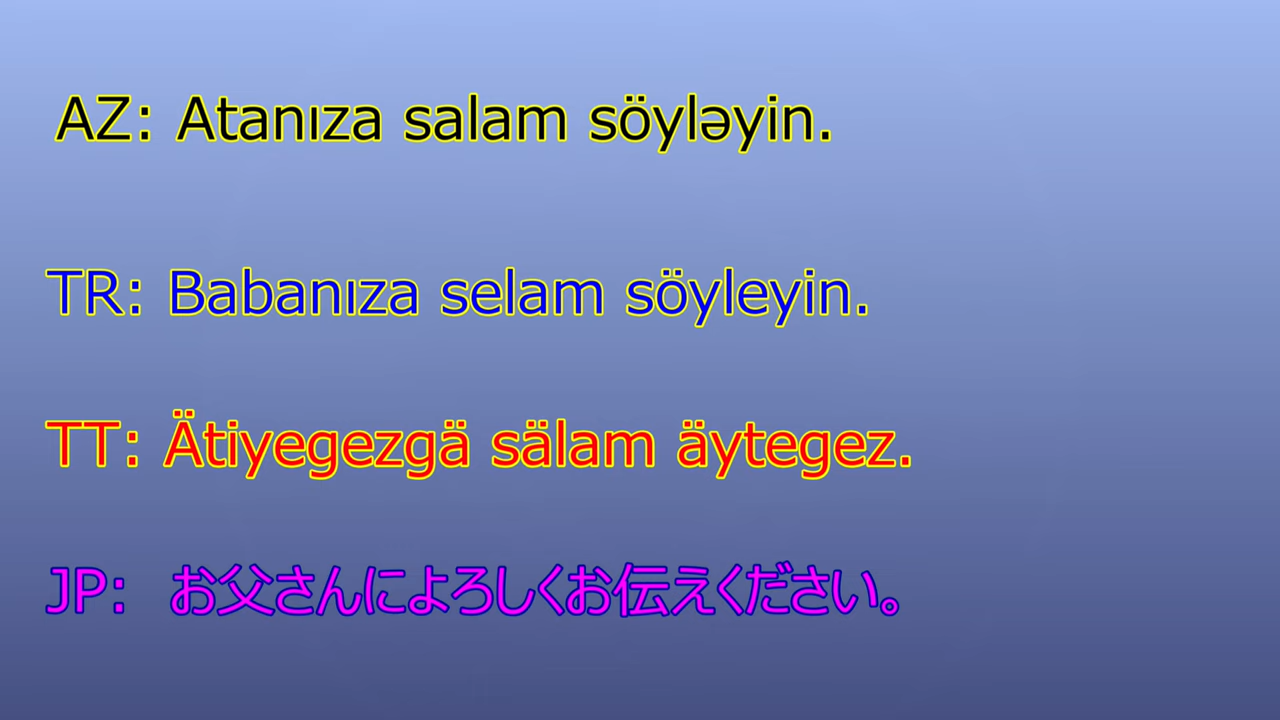 AZ: Atanıza salam söyləyin.
TR: Babanıza selam söyleyin.
TT: Ätiyegezgä sälam äytegez.
JP: お父さんによろしくお伝えください。